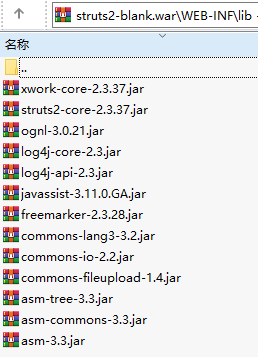 struts2-blank.war\WEB-INF\lib -
名称
..
xwork-core-2.3.37.jar
struts2-core-2.3.37.jar
ognl-3.0.21.jar
log4j-core-2.3.jar
log4j-api-2.3.jar
javassist-3.11.0.GA.jar
freemarker-2.3.28.jar
commons-lang3-3.2.jar
commons-io-2.2.jar
commons-fileupload-1.4.jar
asm-tree-3.3.jar
asm-commons-3.3.jar
asm-3.3.jar